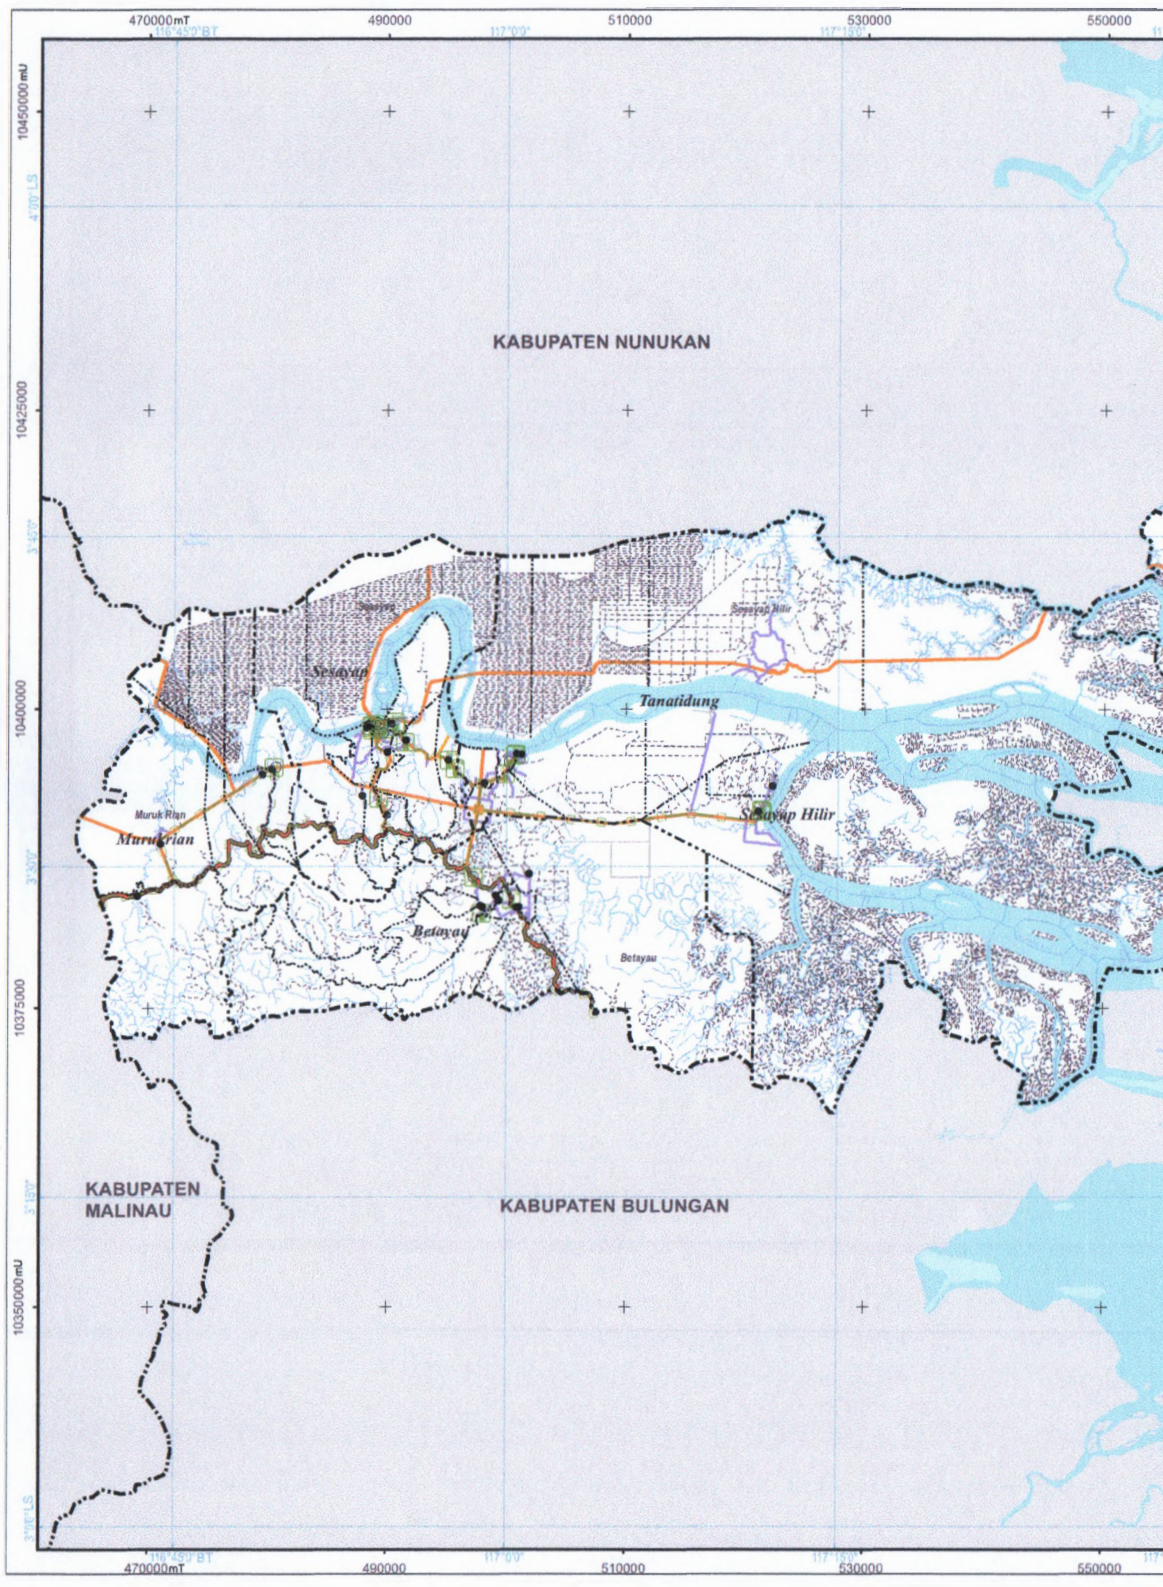 470000mT 490000 510000 530000 550000
116°45'0" BT 117°0'0" 117°15'0"
10450000mU
4°0'0" LS
KABUPATEN NUNUKAN
10425000
3°45'0"
Sesayap
Sesayap Hilir
Sesayap
Tanatidung
10400000
Muruk Rian
Sesayap Hilir
Muruk rian
3°30'0"
Betayau
Betayau
10375000
KABUPATEN
MALINAU
KABUPATEN BULUNGAN
3°15'0"
10350000mU
3°0'0" LS
116°45'0" BT 117°0'0" 117°15'0"
470000mT 490000 510000 530000 550000